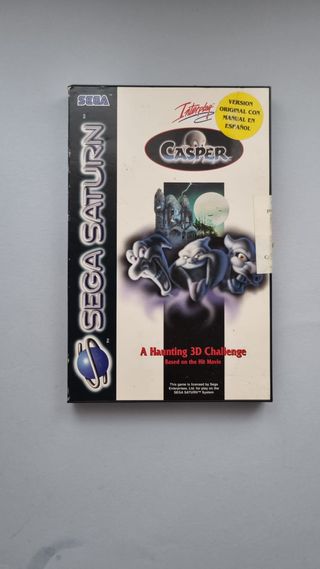 SEGA
SEGA SATURN
Interplay
VERSION
ORIGINAL CON
MANUAL EN
ESPAÑOL
CASPER
A Haunting 3D Challenge
Based on the Hit Movie
This game is licensed by Sega
Enterprises, Ltd. for play on the
SEGA SATURN™ System